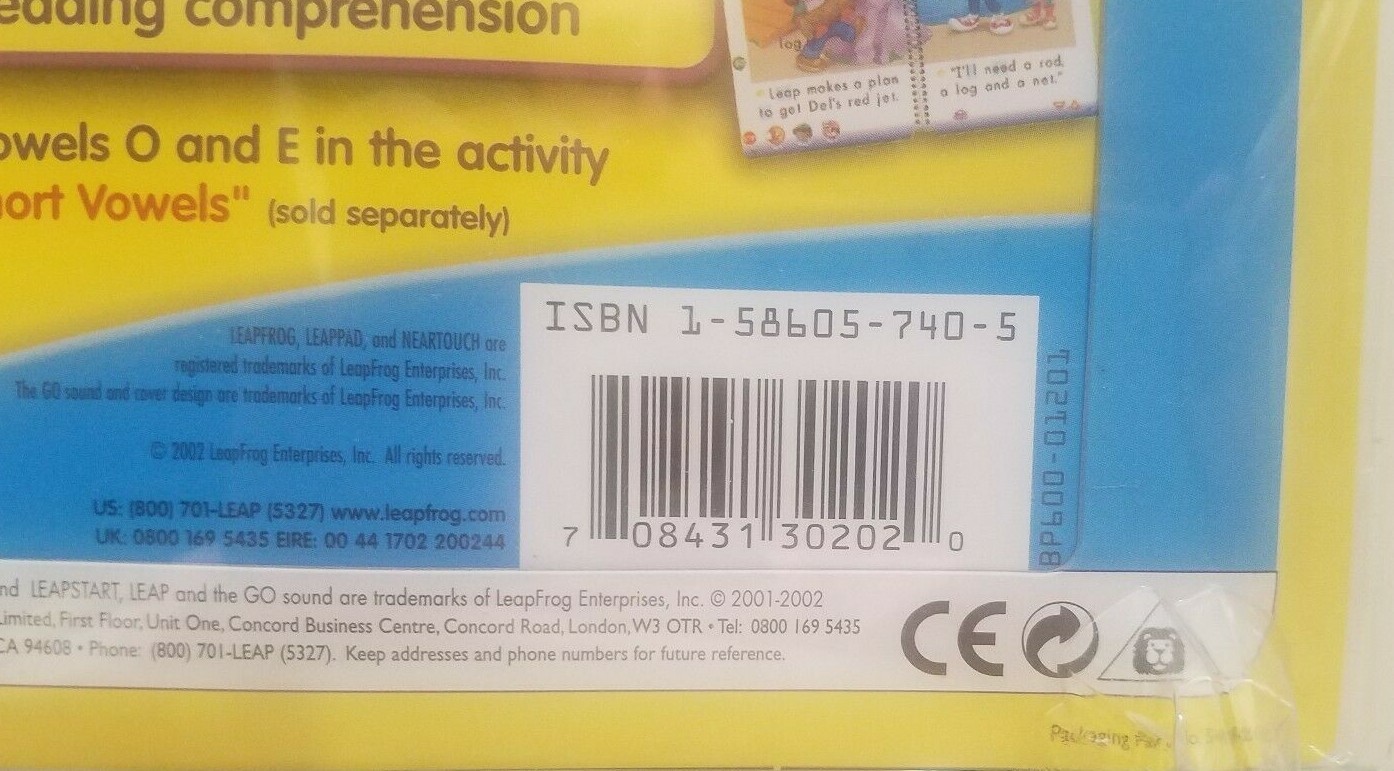 eading comprehension
log
Leap makes a plan
to get Del's red jet.
"I'll need a rod,
a log and a net."
owels O and E in the activity
ort Vowels" (sold separately)
LEAPFROG, LEAPPAD, and NEARTOUCH are
registered trademarks of LeapFrog Enterprises, Inc.
The GO sound and cover design are trademarks of LeapFrog Enterprises, Inc.
© 2002 LeapFrog Enterprises, Inc. All rights reserved.
US: (800) 701-LEAP (5327) www.leapfrog.com
UK: 0800 169 5435 EIRE: 00 44 1702 200244
ISBN 1-58605-740-5
7 08431 30202 0
BP600-01201
nd LEAPSTART, LEAP and the GO sound are trademarks of LeapFrog Enterprises, Inc. © 2001-2002
Limited, First Floor, Unit One, Concord Business Centre, Concord Road, London, W3 OTR • Tel: 0800 169 5435
CA 94608 • Phone: (800) 701-LEAP (5327). Keep addresses and phone numbers for future reference.
CE
Packaging